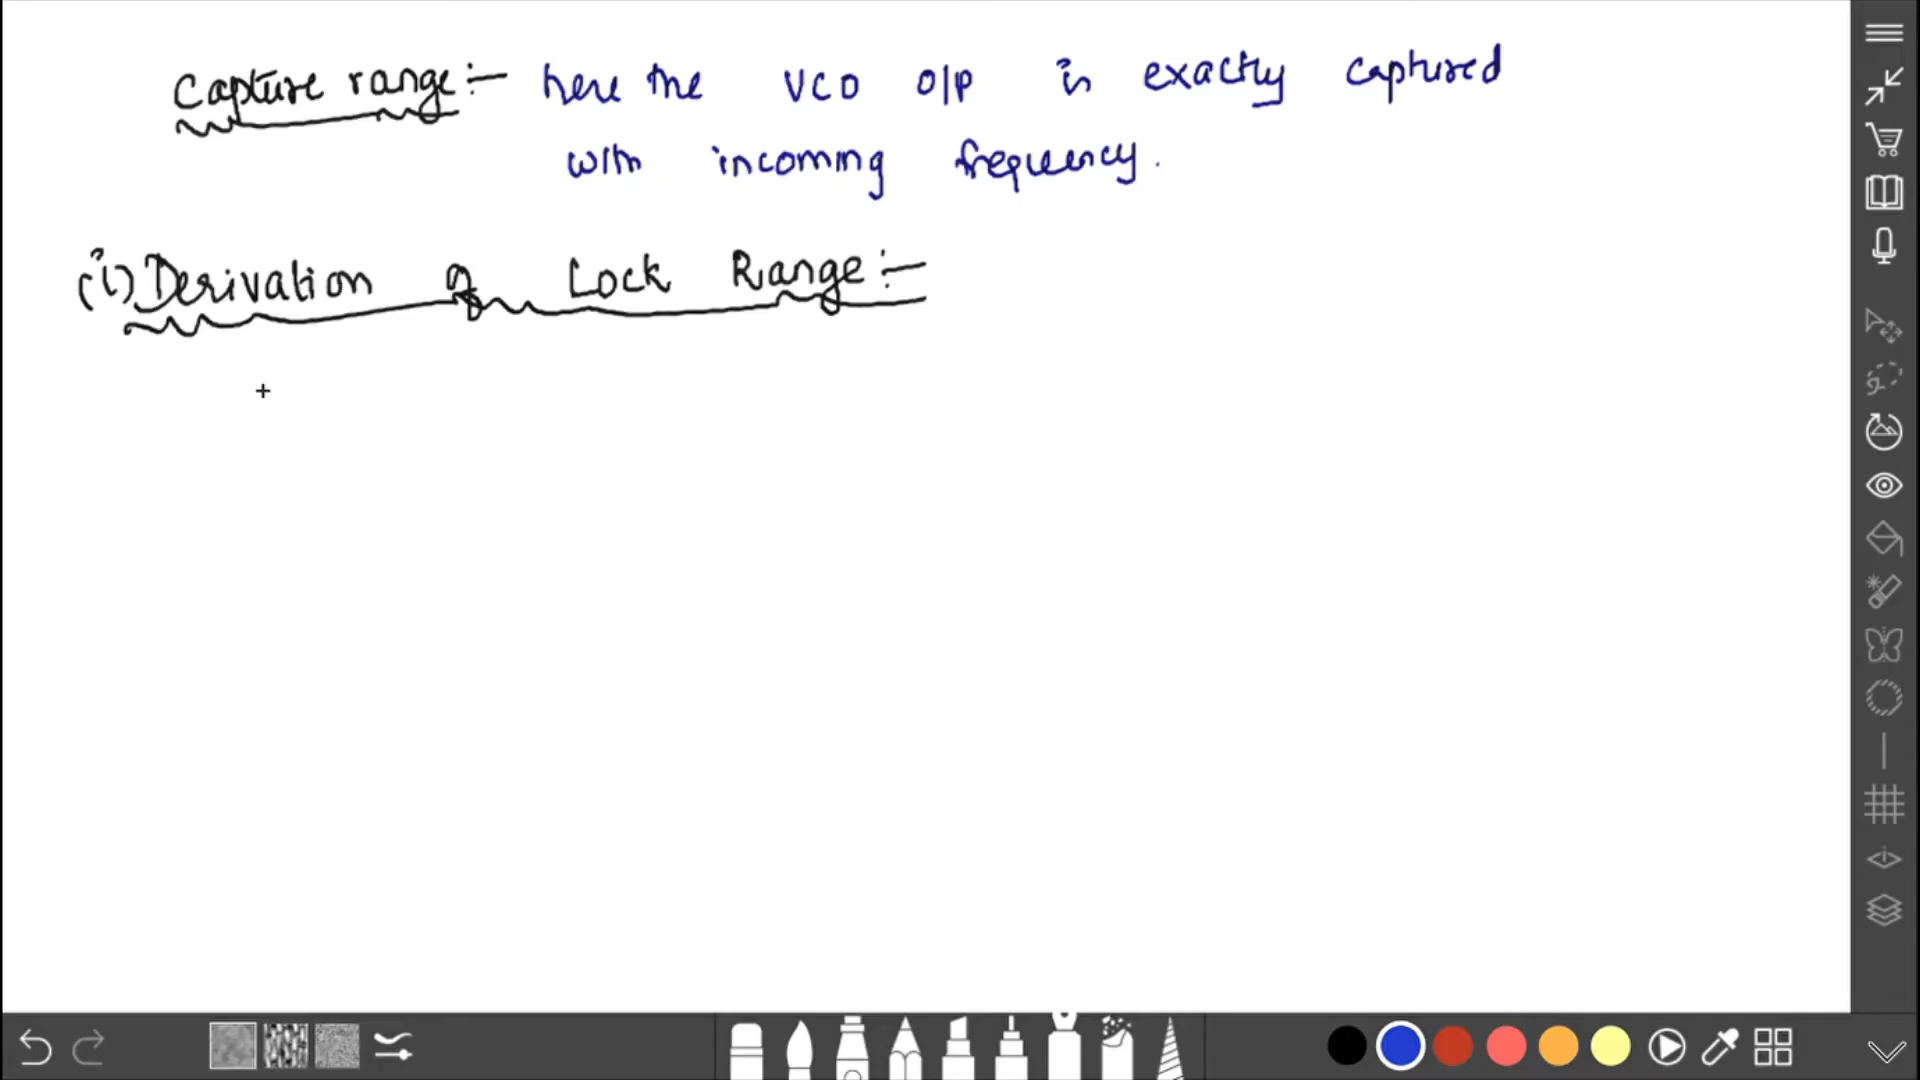 Capture range:- here the VCO o/p is exactly captured
with incoming frequency.
(i) Derivation of Lock Range:-